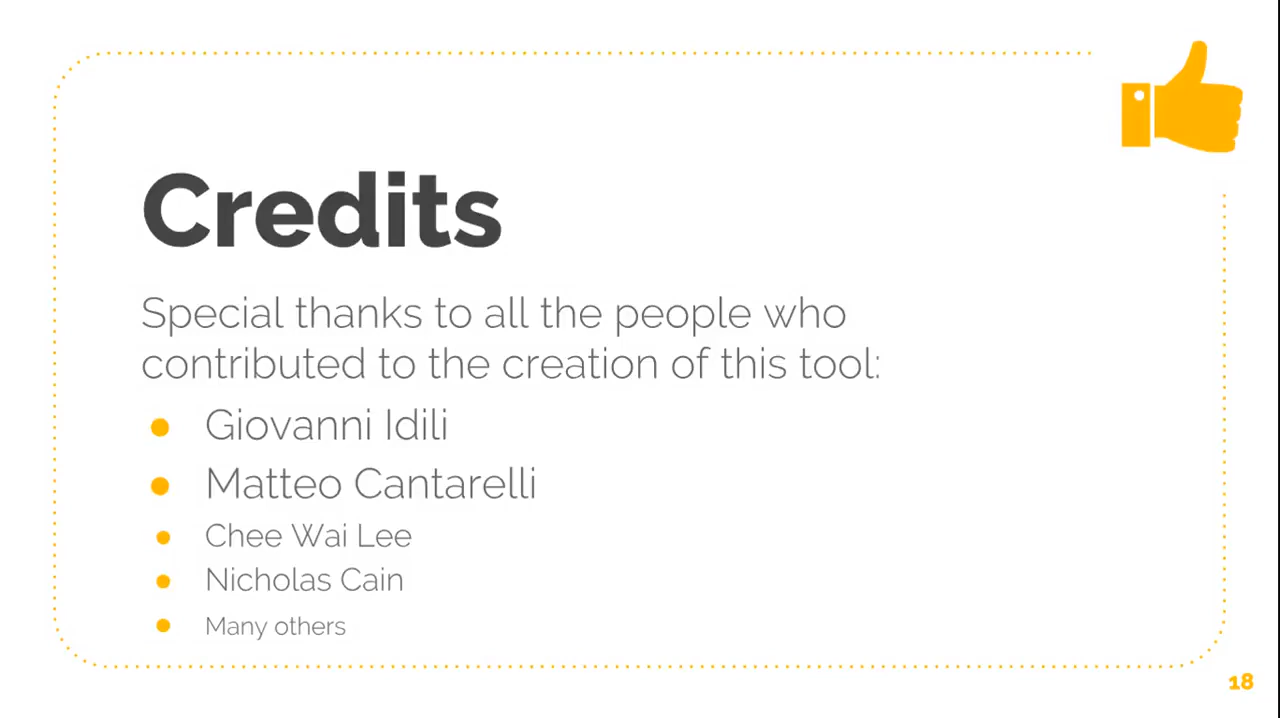 Credits
Special thanks to all the people who
contributed to the creation of this tool:
Giovanni Idili
Matteo Cantarelli
Chee Wai Lee
Nicholas Cain
Many others
18